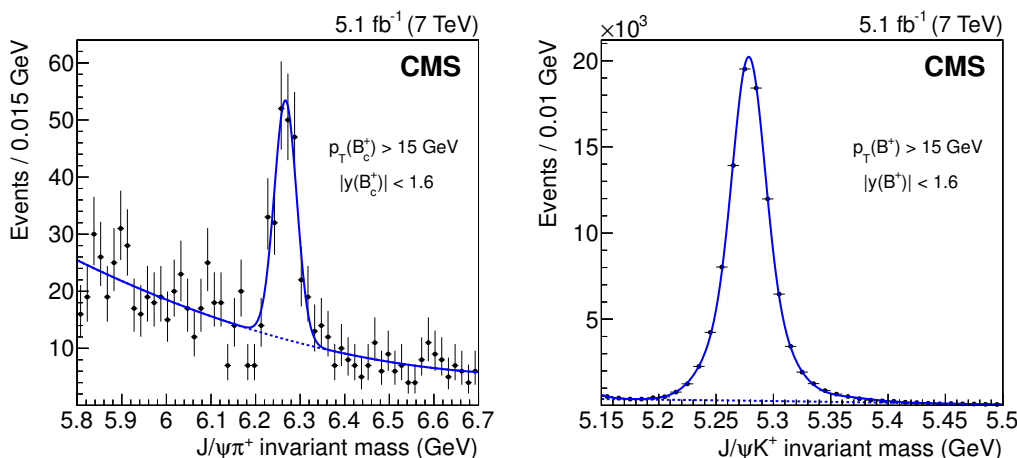 5.1 fb⁻¹ (7 TeV)
CMS
p_T(B_c⁺) > 15 GeV
|y(B_c⁺)| < 1.6
Events / 0.015 GeV
60
50
40
30
20
10
5.8 5.9 6 6.1 6.2 6.3 6.4 6.5 6.6 6.7
J/ψπ⁺ invariant mass (GeV)
×10³
5.1 fb⁻¹ (7 TeV)
CMS
p_T(B⁺) > 15 GeV
|y(B⁺)| < 1.6
Events / 0.01 GeV
20
15
10
5
0
5.15 5.2 5.25 5.3 5.35 5.4 5.45 5.5
J/ψK⁺ invariant mass (GeV)